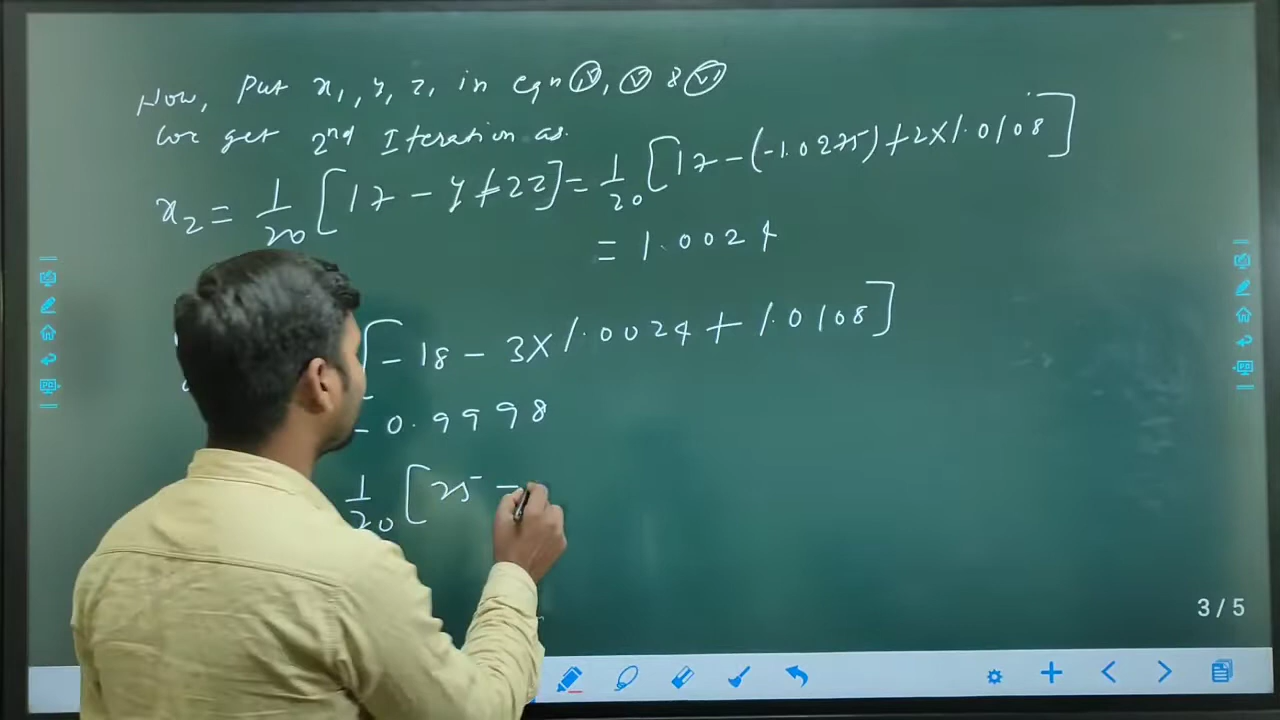 Now, Put x₁, y₁, z₁ in eqn (iv), (v) & (vi)
We get 2nd Iteration as.
x₂ = 1/20 [17 - y + 2z] = 1/20 [17 - (-1.0275) + 2×1.0108]
= 1.0024
[-18 - 3×1.0024 + 1.0108]
-0.9998
1/20 [25 -
3/5